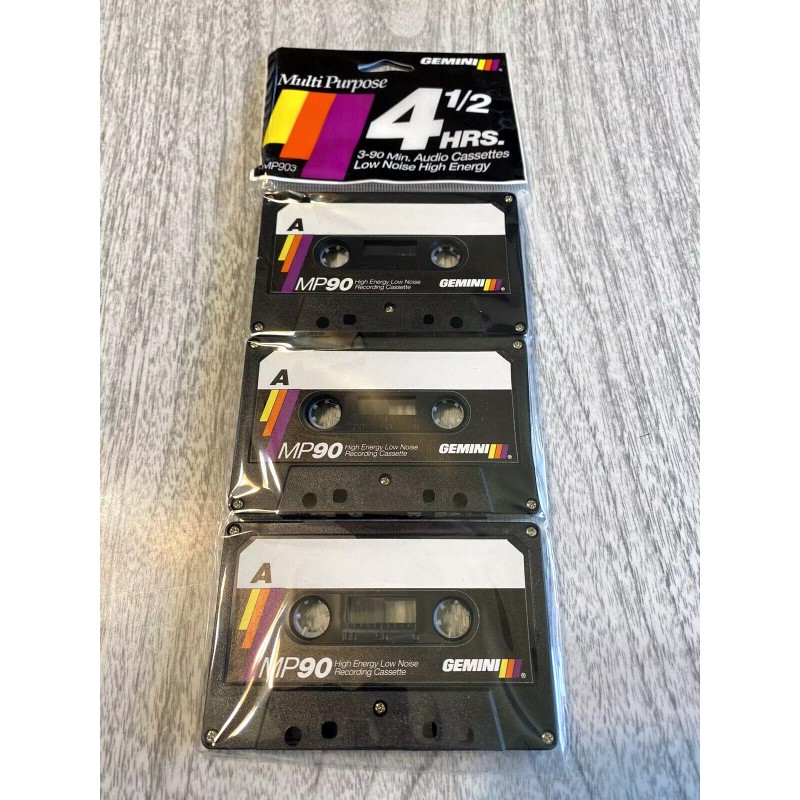 GEMINI
Multi Purpose
4 1/2
HRS.
3-90 Min. Audio Cassettes
Low Noise High Energy
MP903
A
MP90 High Energy Low Noise
Recording Cassette
GEMINI®
A
MP90 High Energy Low Noise
Recording Cassette
GEMINI®
A
MP90 High Energy Low Noise
Recording Cassette
GEMINI®